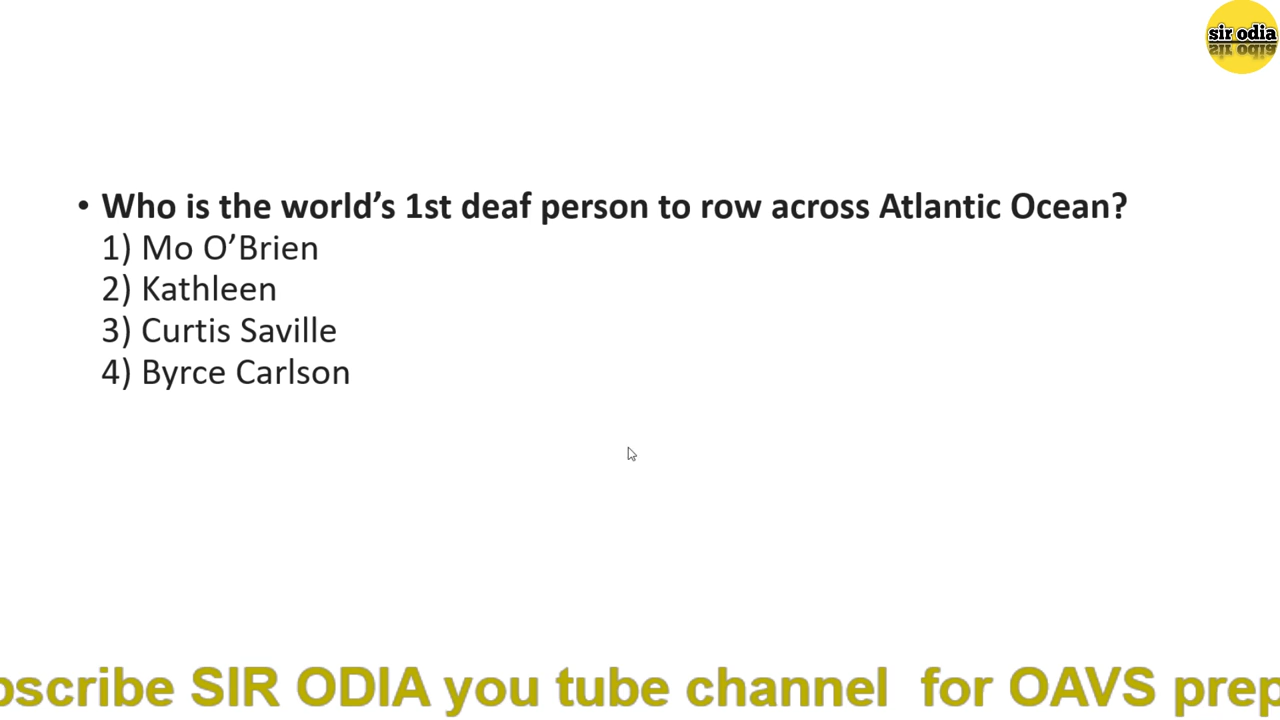 sir odia
• Who is the world’s 1st deaf person to row across Atlantic Ocean?
1) Mo O’Brien
2) Kathleen
3) Curtis Saville
4) Byrce Carlson
bscribe SIR ODIA you tube channel for OAVS prep